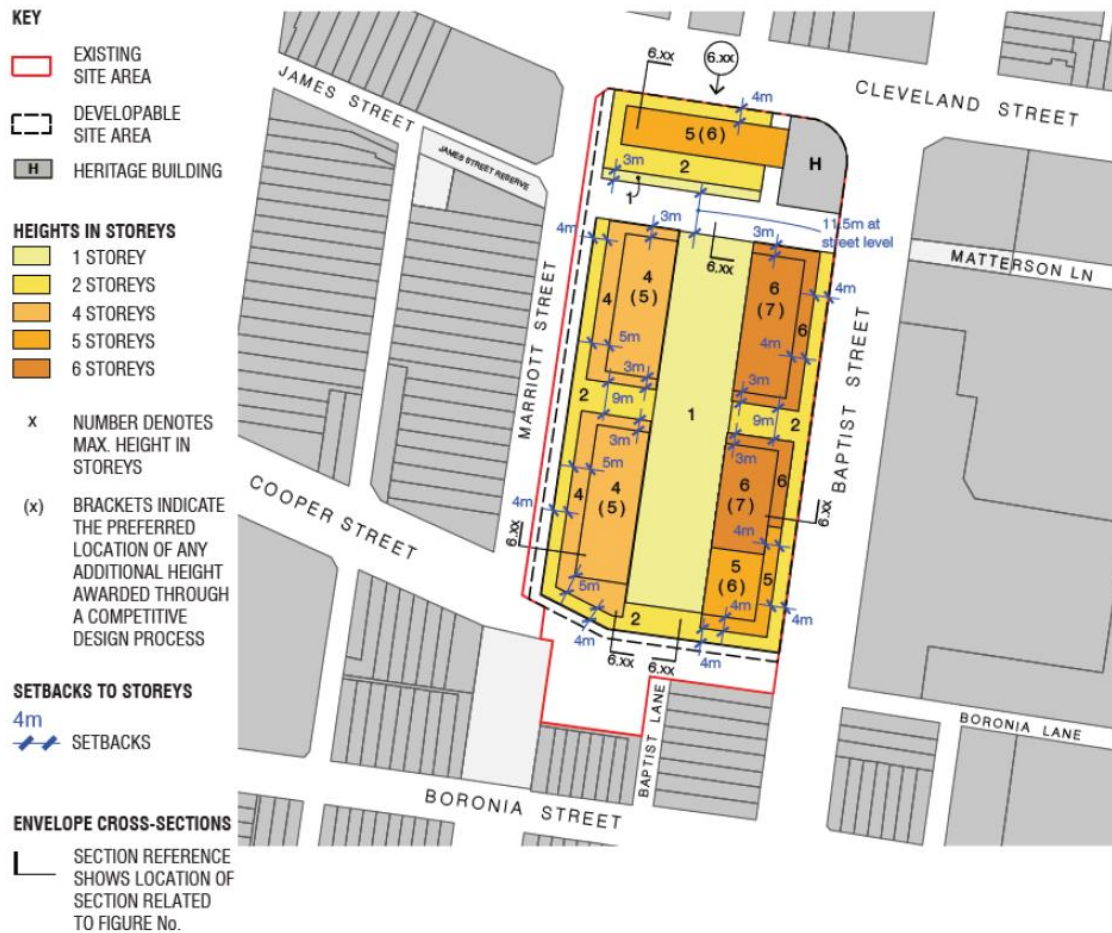 KEY
EXISTING
SITE AREA
DEVELOPABLE
SITE AREA
H
HERITAGE BUILDING
HEIGHTS IN STOREYS
1 STOREY
2 STOREYS
4 STOREYS
5 STOREYS
6 STOREYS
x
NUMBER DENOTES
MAX. HEIGHT IN
STOREYS
(x)
BRACKETS INDICATE
THE PREFERRED
LOCATION OF ANY
ADDITIONAL HEIGHT
AWARDED THROUGH
A COMPETITIVE
DESIGN PROCESS
SETBACKS TO STOREYS
4m
SETBACKS
ENVELOPE CROSS-SECTIONS
SECTION REFERENCE
SHOWS LOCATION OF
SECTION RELATED
TO FIGURE No.
JAMES STREET
JAMES STREET RESERVE
CLEVELAND STREET
6.xx
6.xx
4m
5 (6)
H
2
3m
1
11.5m at
street level
3m
4m
3m
6.xx
MATTERSON LN
MARRIOTT STREET
4
(5)
4
6
(7)
6
4m
5m
4m
3m
3m
9m
9m
2
1
2
3m
3m
BAPTIST STREET
COOPER STREET
5m
4
(5)
4
6
(7)
6
4m
6.xx
6.xx
4m
5
(6)
5
5m
4m
4m
4m
2
4m
6.xx
6.xx
BAPTIST LANE
BORONIA LANE
BORONIA STREET